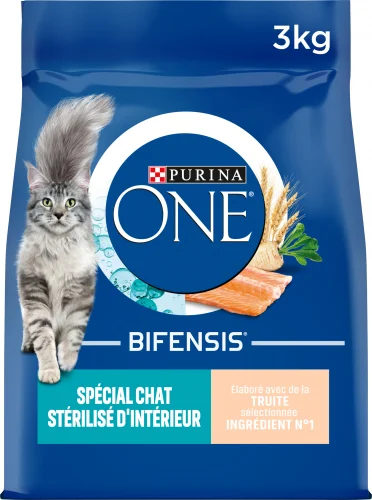 3kg
PURINA
ONE®
BIFENSIS®
SPÉCIAL CHAT
STÉRILISÉ D'INTÉRIEUR
Élaboré avec de la
TRUITE
sélectionnée
INGRÉDIENT N°1